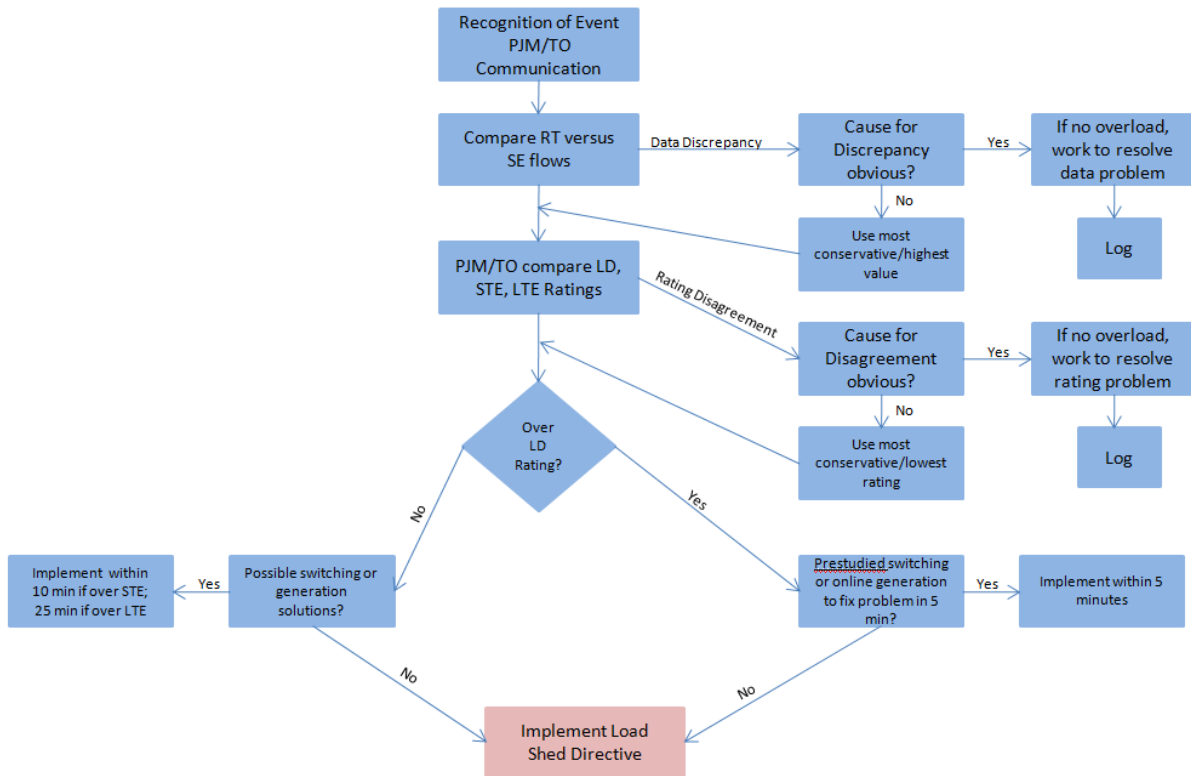 Recognition of Event
PJM/TO
Communication
Compare RT versus
SE flows
Data Discrepancy
Cause for
Discrepancy
obvious?
Yes
If no overload,
work to resolve
data problem
No
Use most
conservative/highest
value
Log
PJM/TO compare LD,
STE, LTE Ratings
Rating Disagreement
Cause for
Disagreement
obvious?
Yes
If no overload,
work to resolve
rating problem
No
Use most
conservative/lowest
rating
Log
Over
LD
Rating?
No
Yes
Implement within
10 min if over STE;
25 min if over LTE
Yes
Possible switching or
generation
solutions?
Prestudied switching
or online generation
to fix problem in 5
min?
Yes
Implement within 5
minutes
No
No
Implement Load
Shed Directive